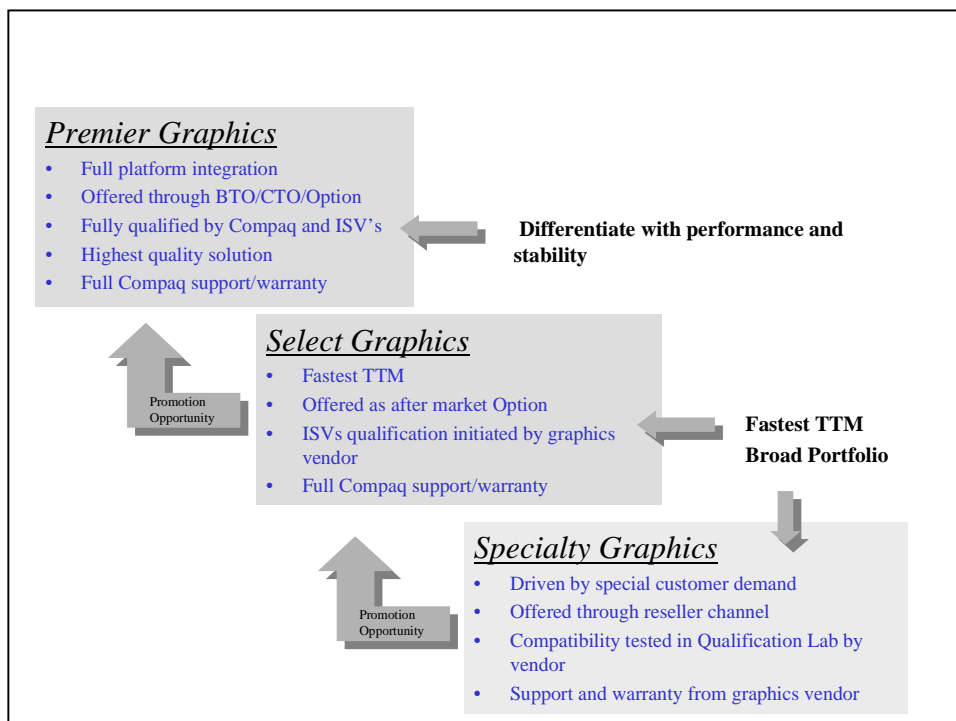 Premier Graphics
• Full platform integration
• Offered through BTO/CTO/Option
• Fully qualified by Compaq and ISV's
• Highest quality solution
• Full Compaq support/warranty
Differentiate with performance and
stability
Promotion
Opportunity
Select Graphics
• Fastest TTM
• Offered as after market Option
• ISVs qualification initiated by graphics
vendor
• Full Compaq support/warranty
Fastest TTM
Broad Portfolio
Promotion
Opportunity
Specialty Graphics
• Driven by special customer demand
• Offered through reseller channel
• Compatibility tested in Qualification Lab by
vendor
• Support and warranty from graphics vendor